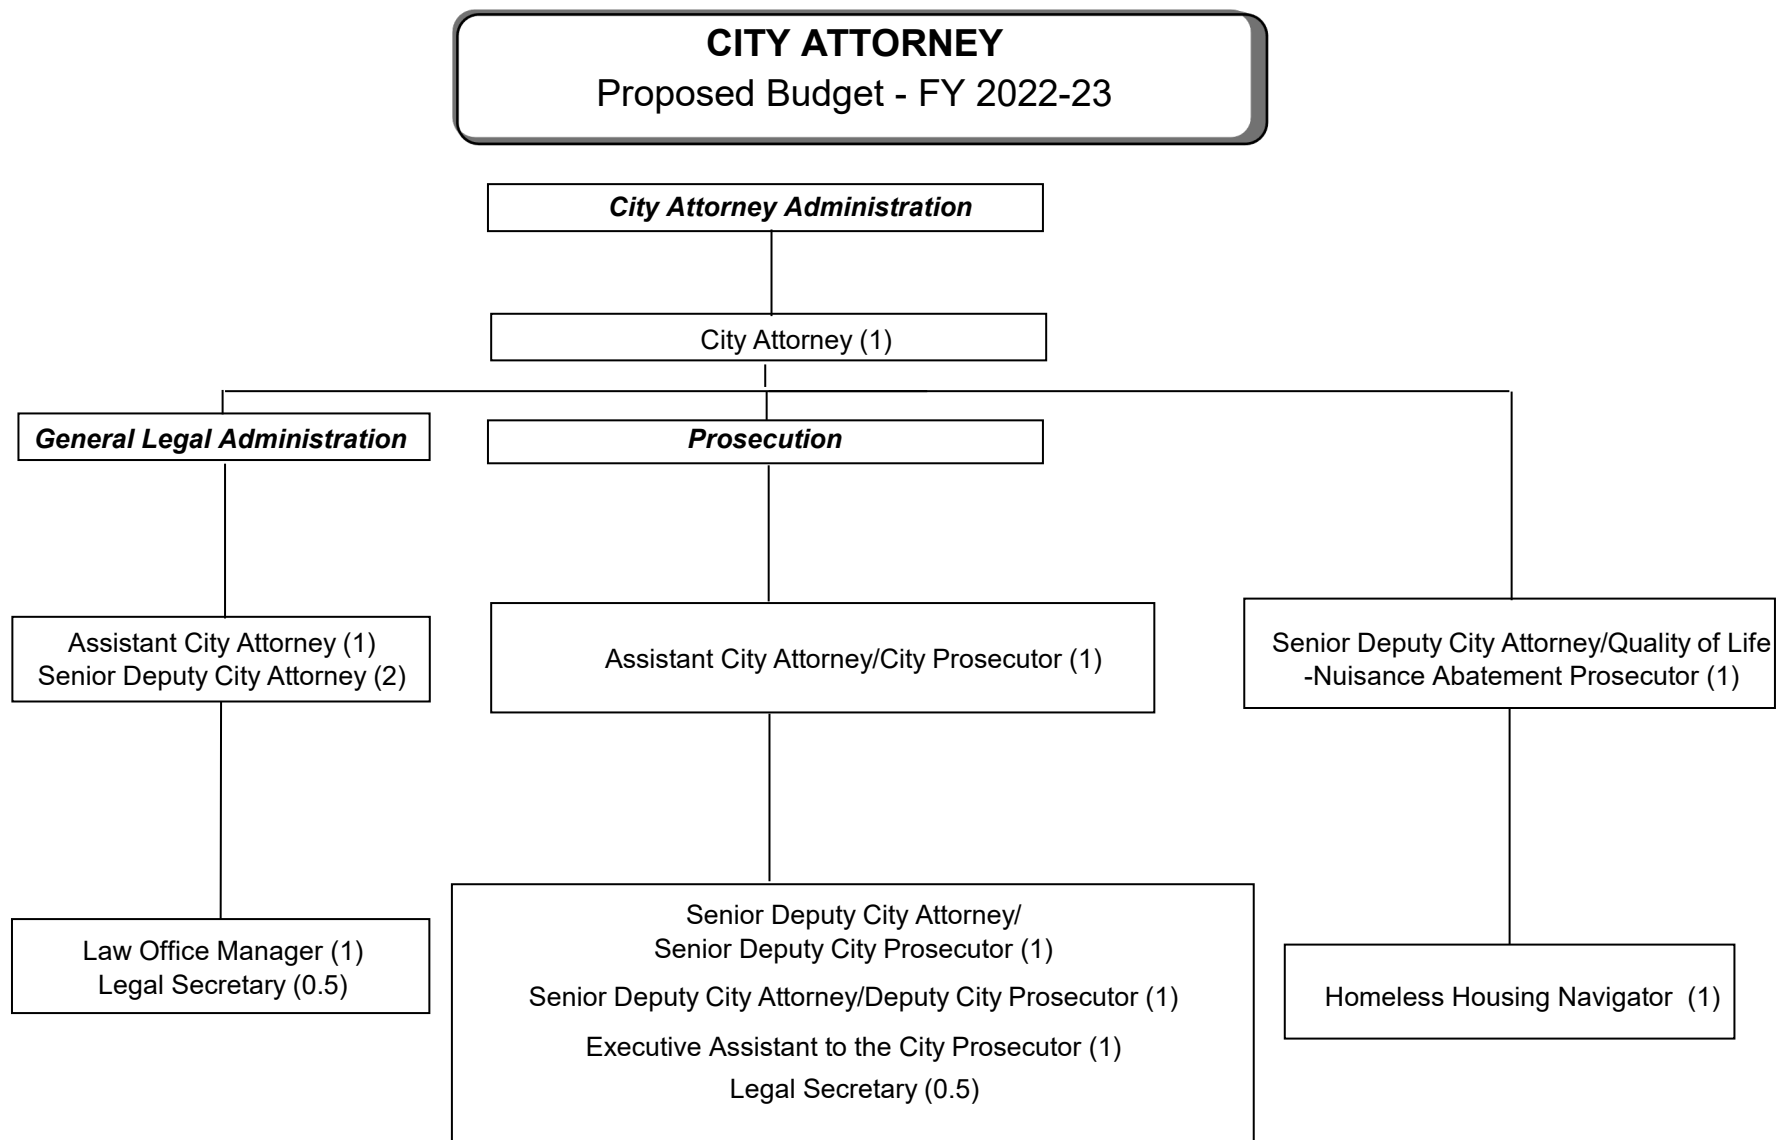 CITY ATTORNEY
Proposed Budget - FY 2022-23
City Attorney Administration
City Attorney (1)
General Legal Administration
Prosecution
Assistant City Attorney (1)
Senior Deputy City Attorney (2)
Assistant City Attorney/City Prosecutor (1)
Senior Deputy City Attorney/Quality of Life
-Nuisance Abatement Prosecutor (1)
Law Office Manager (1)
Legal Secretary (0.5)
Senior Deputy City Attorney/
Senior Deputy City Prosecutor (1)
Senior Deputy City Attorney/Deputy City Prosecutor (1)
Executive Assistant to the City Prosecutor (1)
Legal Secretary (0.5)
Homeless Housing Navigator (1)